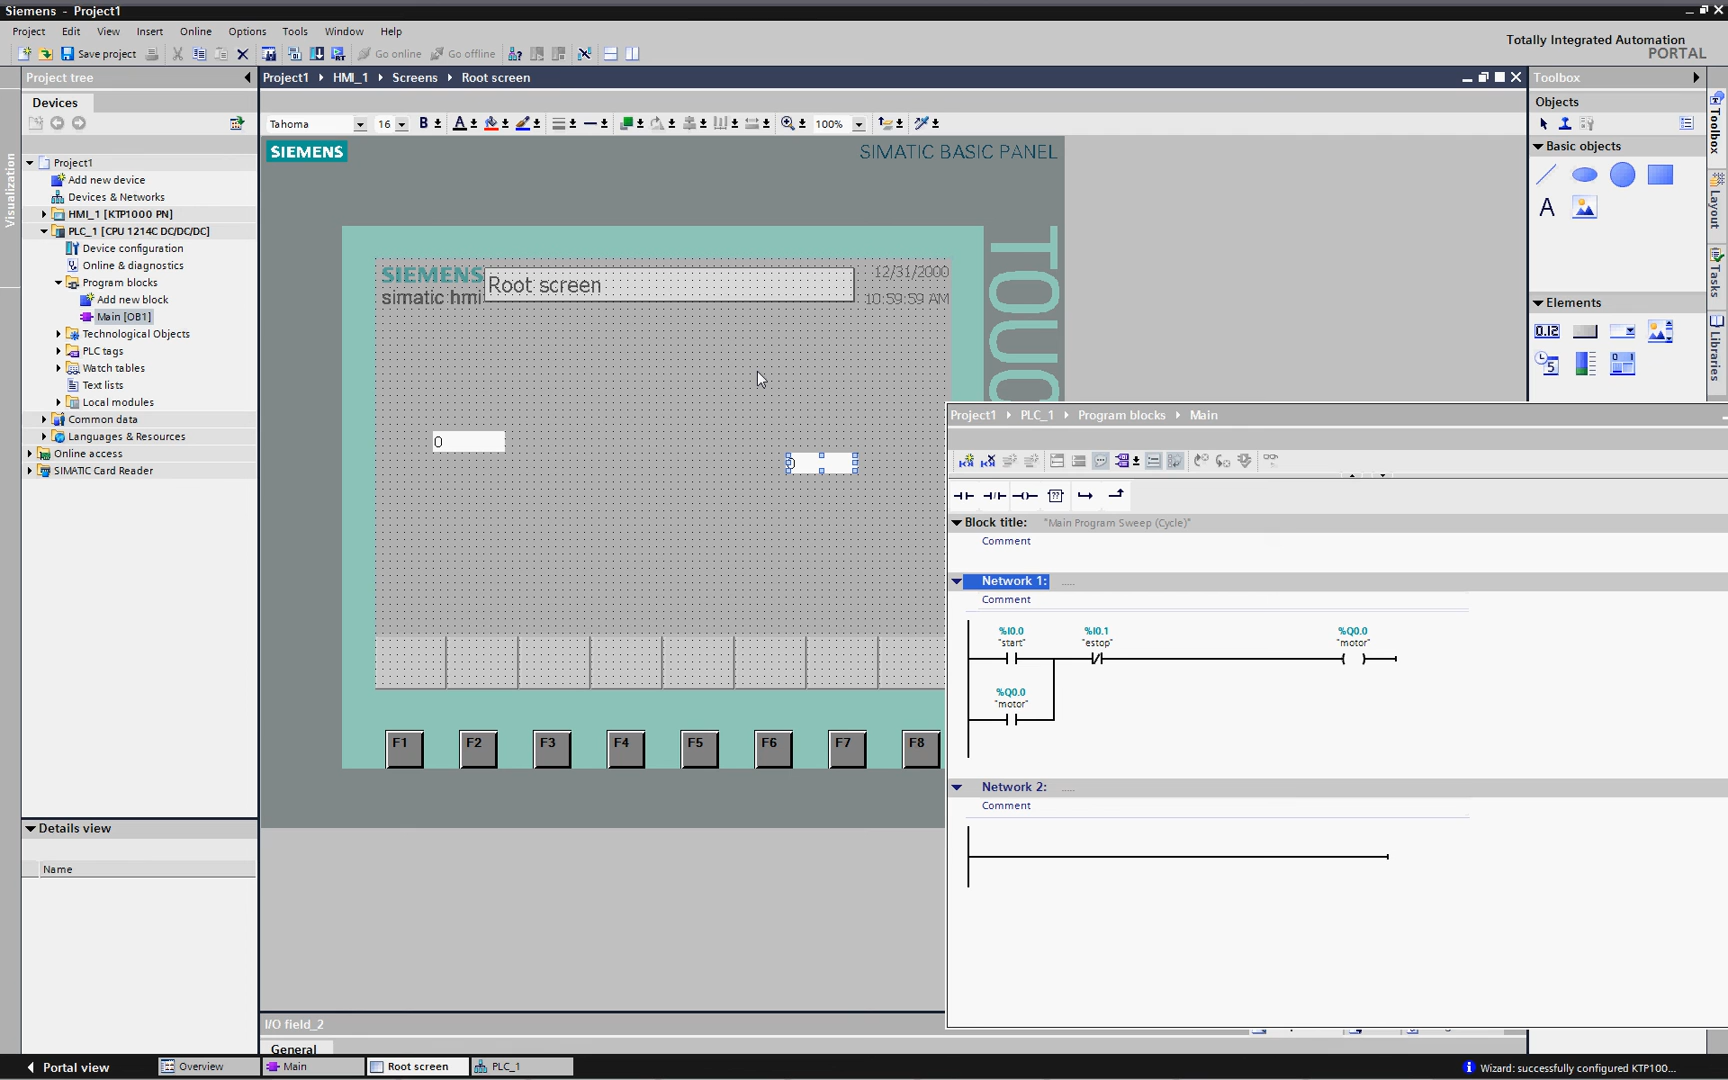 Siemens - Project1
Project Edit View Insert Online Options Tools Window Help
Save project Go online Go offline
Totally Integrated Automation
PORTAL
Project tree
Devices
Visualization
Project1
Add new device
Devices & Networks
HMI_1 [KTP1000 PN]
PLC_1 [CPU 1214C DC/DC/DC]
Device configuration
Online & diagnostics
Program blocks
Add new block
Main [OB1]
Technological Objects
PLC tags
Watch tables
Text lists
Local modules
Common data
Languages & Resources
Online access
SIMATIC Card Reader
Details view
Name
Project1 HMI_1 Screens Root screen
Tahoma 16 B A 100%
SIEMENS
SIMATIC BASIC PANEL
SIEMENS
simatic hmi
Root screen
12/31/2000
10:59:59 AM
TOUC
0
F1 F2 F3 F4 F5 F6 F7 F8
I/O field_2
General
Project1 PLC_1 Program blocks Main
??
Block title: "Main Program Sweep (Cycle)"
Comment
Network 1: .....
Comment
%I0.0
"start"
%I0.1
"estop"
%Q0.0
"motor"
%Q0.0
"motor"
Network 2: .....
Comment
Toolbox
Objects
Basic objects
A
Elements
0.12
5
Toolbox
Layout
Tasks
Libraries
Portal view Overview Main Root screen PLC_1
Wizard: successfully configured KTP100...